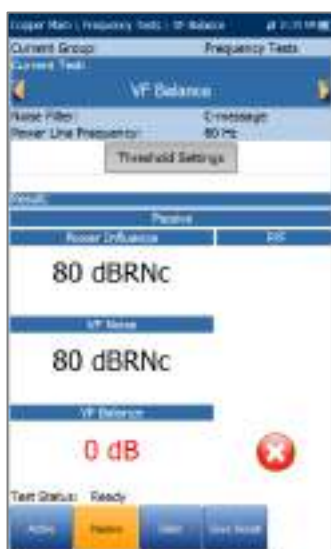 Copper Main \ Frequency Tests \ VF Balance
Current Group: Frequency Tests
Current Test:
VF Balance
Noise Filter: C-message
Power Line Frequency: 60 Hz
Threshold Settings
Result:
Passive
Power Influence P/F
80 dBRNc
VF Noise
80 dBRNc
VF Balance
0 dB
Test Status: Ready
Active Passive Save Result